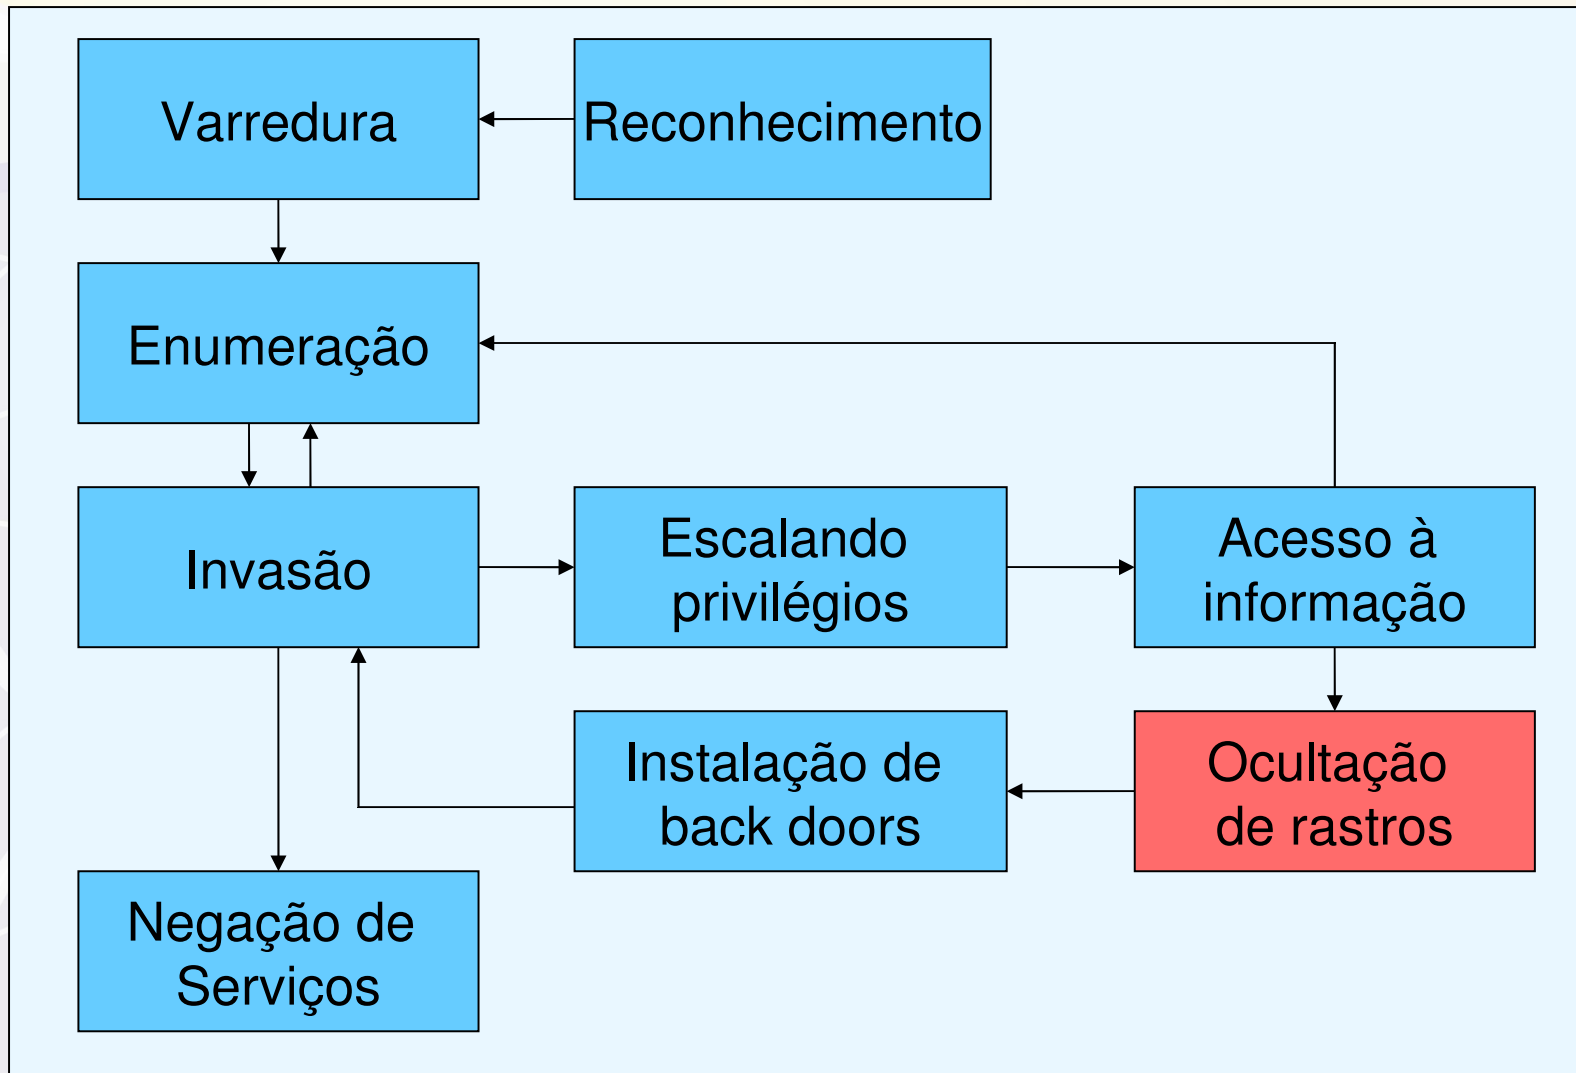 Varredura
Reconhecimento
Enumeração
Invasão
Escalando
privilégios
Acesso à
informação
Instalação de
back doors
Ocultação
de rastros
Negação de
Serviços